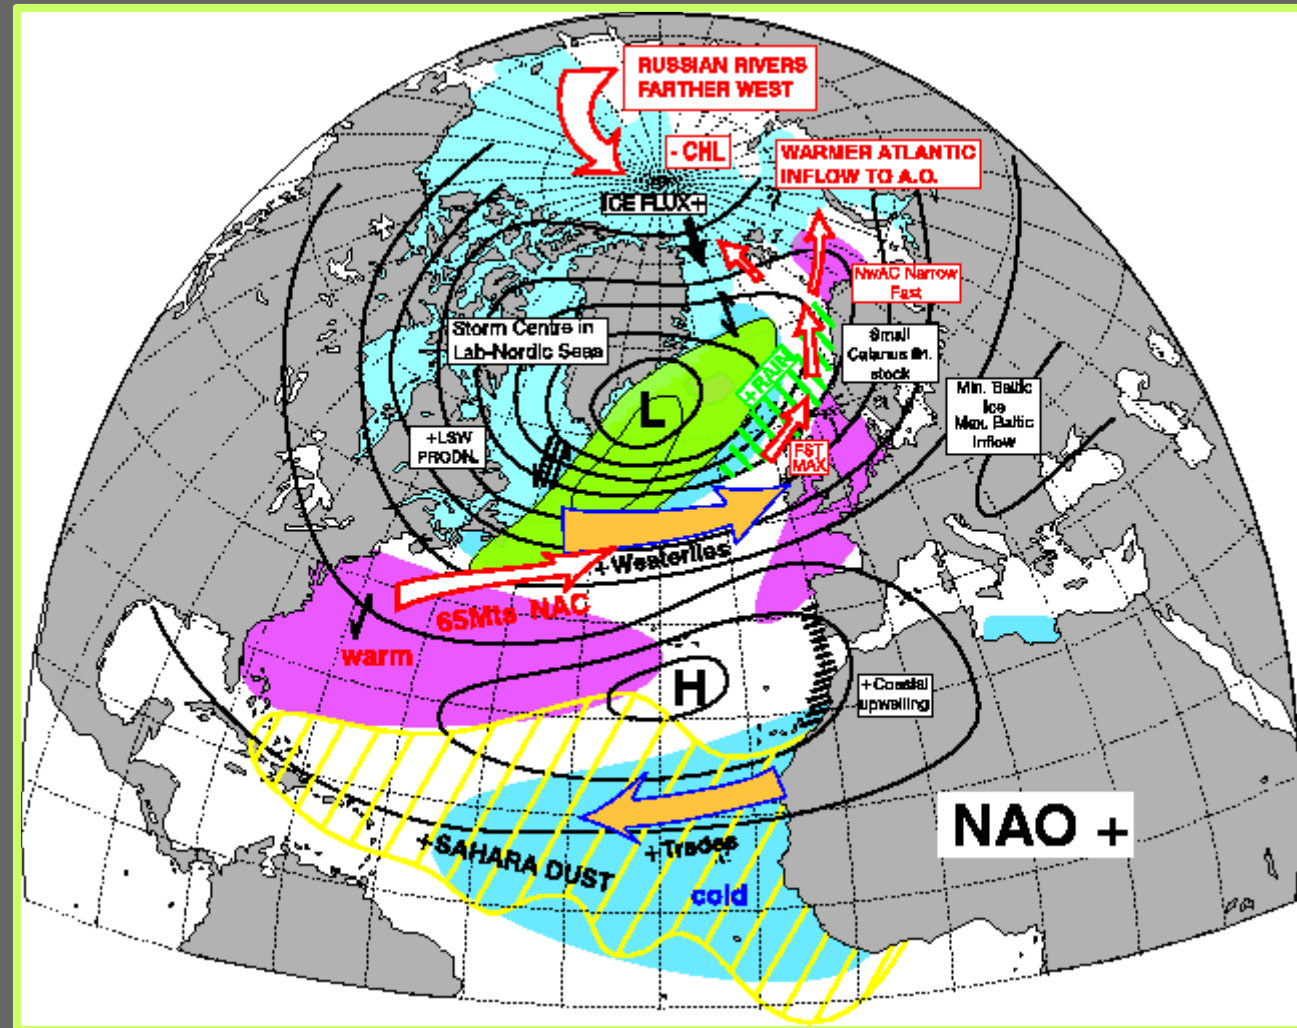 RUSSIAN RIVERS
FARTHER WEST
- CHL
WARMER ATLANTIC
INFLOW TO A.O.
ICE FLUX+
?
NwAC Narrow
Fast
Storm Centre in
Lab-Nordic Seas
Small
Calanus fin.
stock
+RAIN
L
Min. Baltic
Ice
Max. Baltic
Inflow
+LSW
PRODN.
FST
MAX
+ Westerlies
65Mts NAC
warm
H
+Coastal
upwelling
NAO +
+SAHARA DUST
+Trades
cold